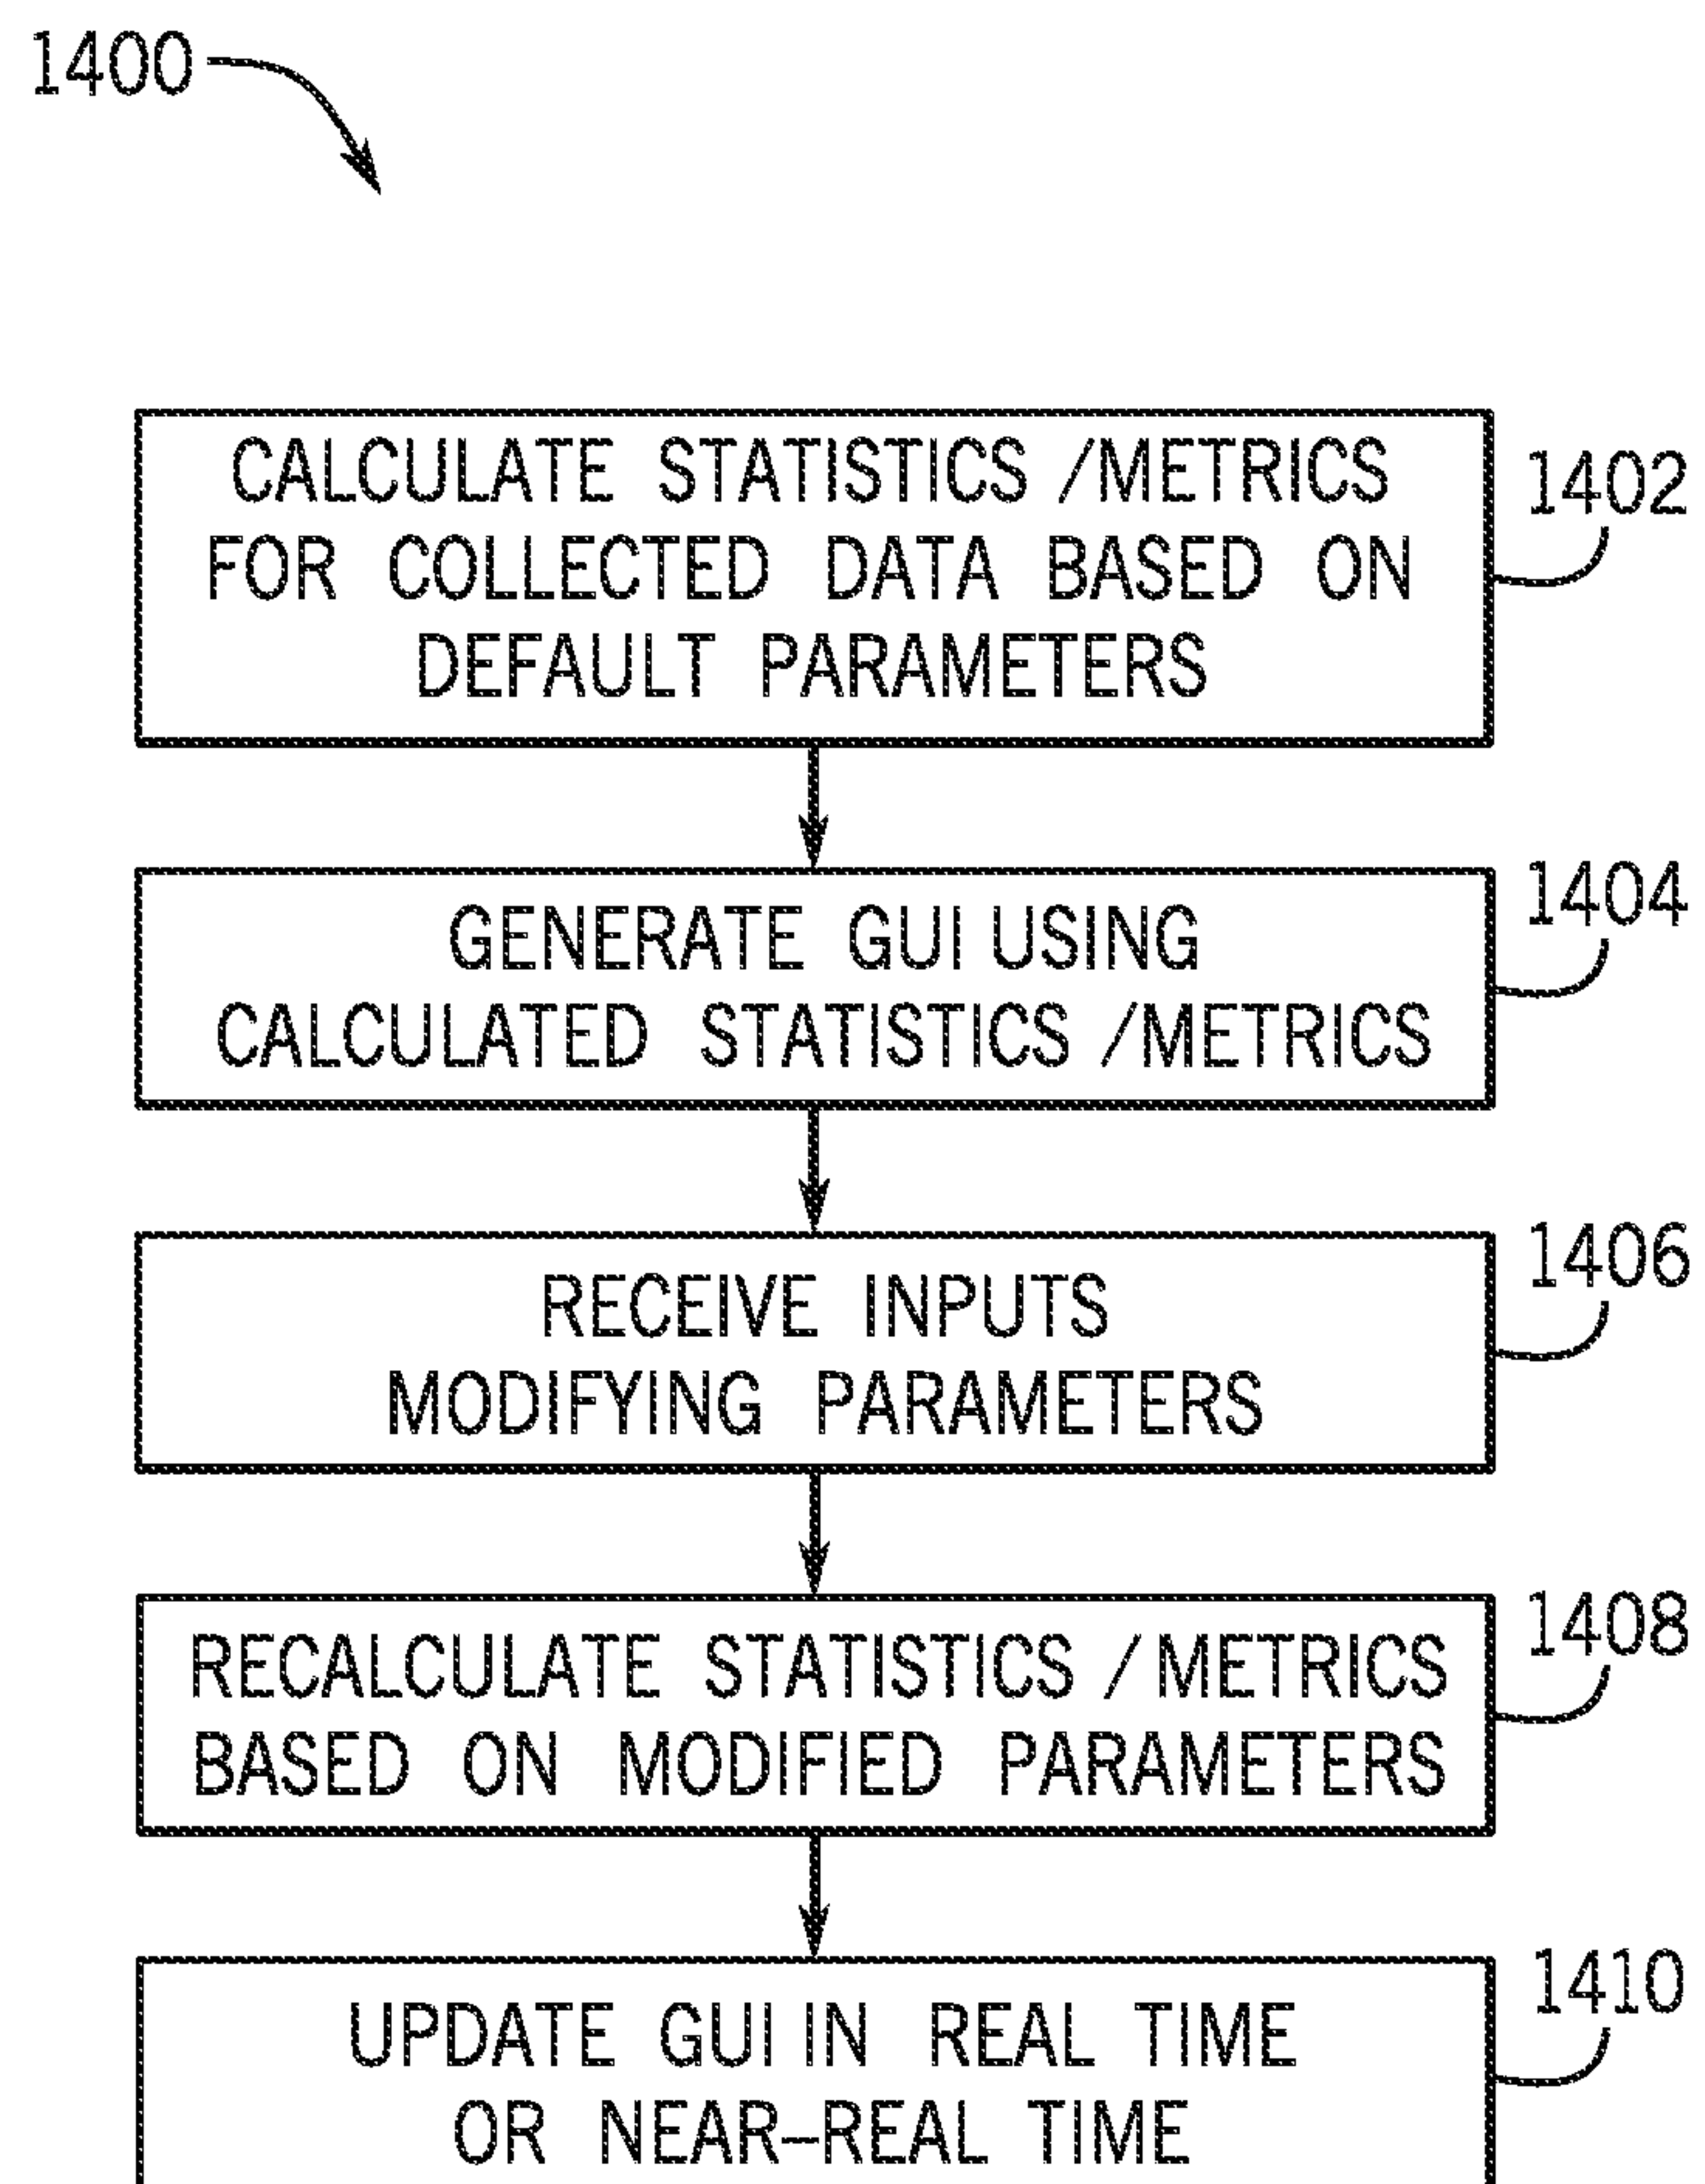 1400
CALCULATE STATISTICS /METRICS
FOR COLLECTED DATA BASED ON
DEFAULT PARAMETERS
1402
GENERATE GUI USING
CALCULATED STATISTICS /METRICS
1404
RECEIVE INPUTS
MODIFYING PARAMETERS
1406
RECALCULATE STATISTICS / METRICS
BASED ON MODIFIED PARAMETERS
1408
UPDATE GUI IN REAL TIME
OR NEAR-REAL TIME
1410